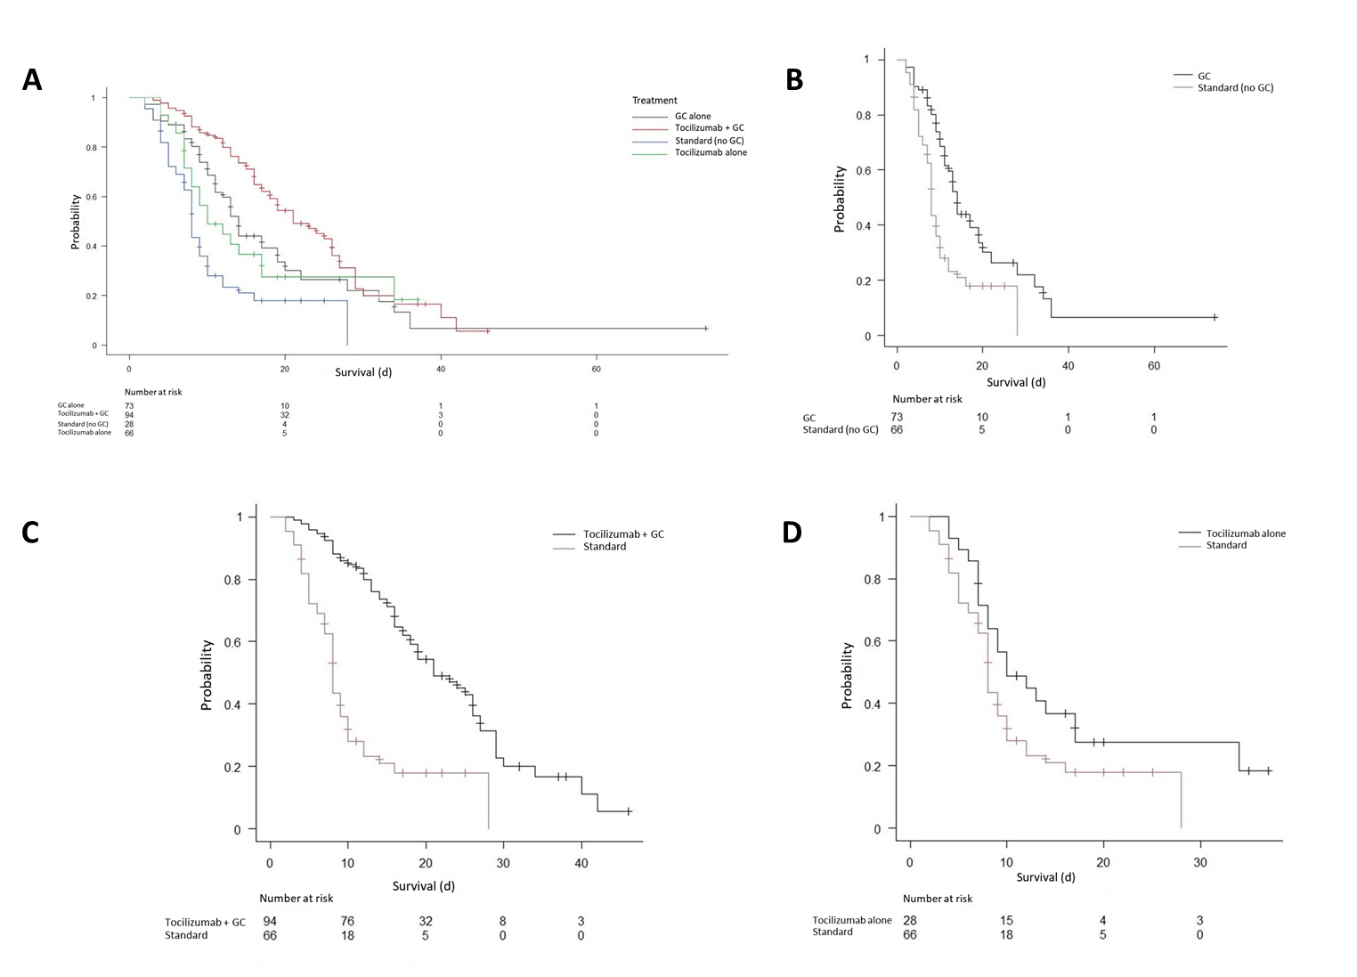 A
Treatment
GC alone
Tocilizumab + GC
Standard (no GC)
Tocilizumab alone
1
0.8
0.6
0.4
0.2
0
Probability
0 20 40 60
Survival (d)
Number at risk
GC alone 73 10 1 1
Tocilizumab + GC 94 32 3 0
Standard (no GC) 28 4 0 0
Tocilizumab alone 66 5 0 0
B
GC
Standard (no GC)
1
0.8
0.6
0.4
0.2
0
Probability
0 20 40 60
Survival (d)
Number at risk
GC 73 10 1 1
Standard (no GC) 66 5 0 0
C
Tocilizumab + GC
Standard
1
0.8
0.6
0.4
0.2
0
Probability
0 10 20 30 40
Survival (d)
Number at risk
Tocilizumab + GC 94 76 32 8 3
Standard 66 18 5 0 0
D
Tocilizumab alone
Standard
1
0.8
0.6
0.4
0.2
0
Probability
0 10 20 30
Survival (d)
Number at risk
Tocilizumab alone 28 15 4 3
Standard 66 18 5 0